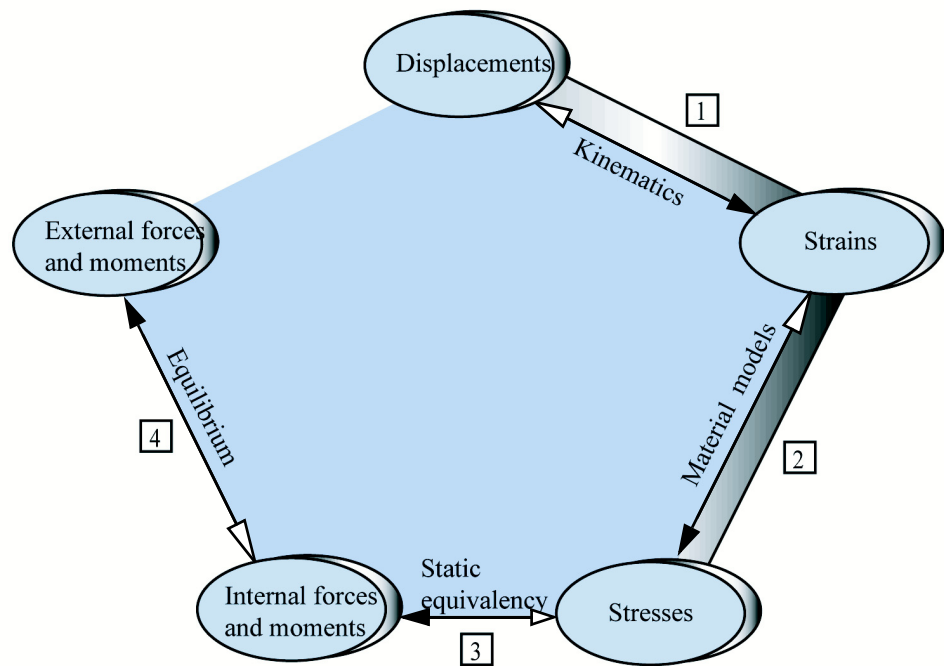 Displacements
1
Kinematics
External forces
and moments
Strains
Equilibrium
Material models
4
2
Static
equivalency
Internal forces
and moments
Stresses
3